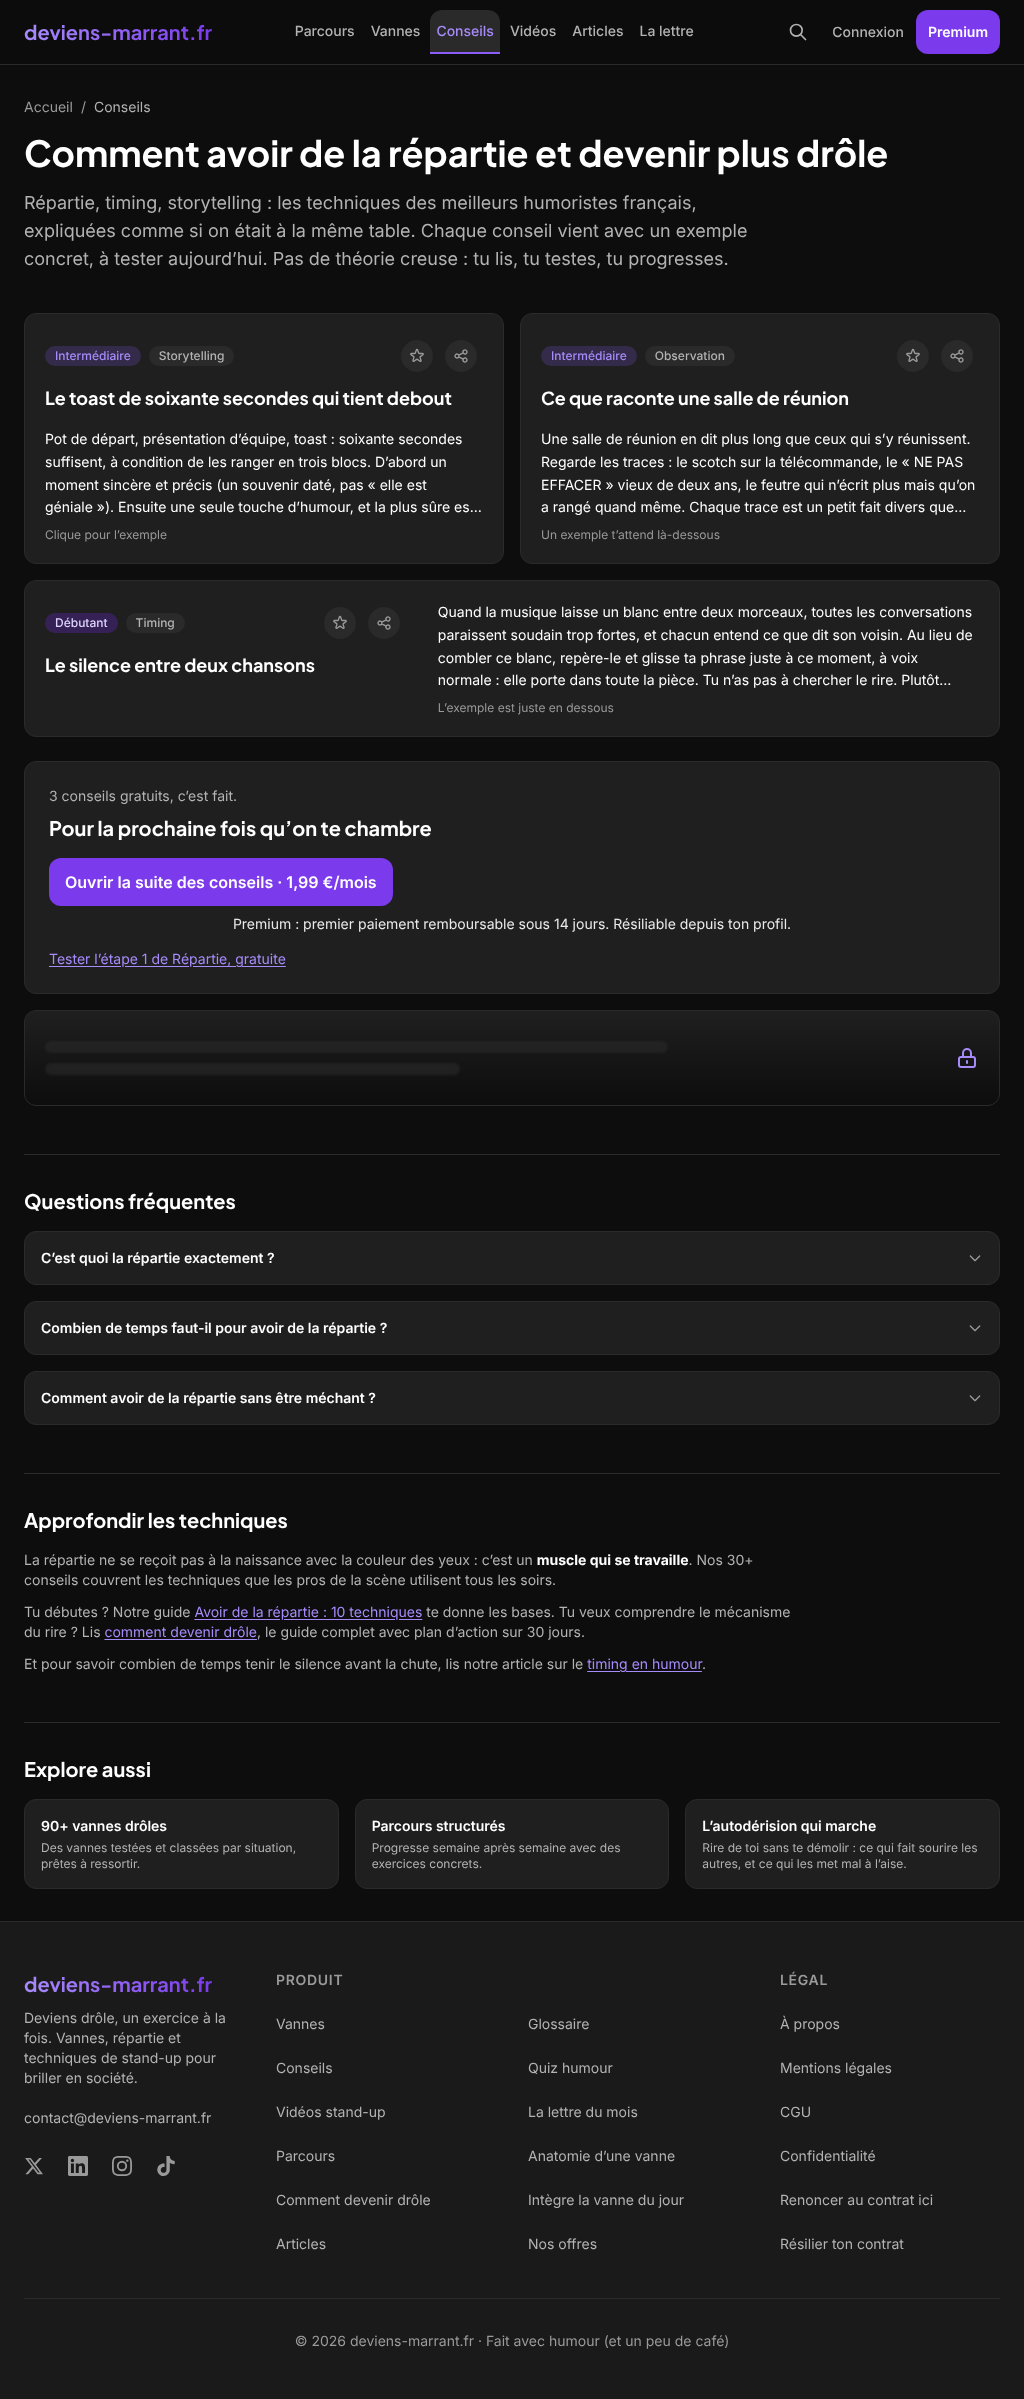 deviens-marrant.fr
Parcours
Vannes
Conseils
Vidéos
Articles
La lettre
Connexion
Premium
Accueil / Conseils
Comment avoir de la répartie et devenir plus drôle
Répartie, timing, storytelling : les techniques des meilleurs humoristes français,
expliquées comme si on était à la même table. Chaque conseil vient avec un exemple
concret, à tester aujourd’hui. Pas de théorie creuse : tu lis, tu testes, tu progresses.
Intermédiaire
Storytelling
Le toast de soixante secondes qui tient debout
Pot de départ, présentation d’équipe, toast : soixante secondes
suffisent, à condition de les ranger en trois blocs. D’abord un
moment sincère et précis (un souvenir daté, pas « elle est
géniale »). Ensuite une seule touche d’humour, et la plus sûre es…
Clique pour l’exemple
Intermédiaire
Observation
Ce que raconte une salle de réunion
Une salle de réunion en dit plus long que ceux qui s’y réunissent.
Regarde les traces : le scotch sur la télécommande, le « NE PAS
EFFACER » vieux de deux ans, le feutre qui n’écrit plus mais qu’on
a rangé quand même. Chaque trace est un petit fait divers que…
Un exemple t’attend là-dessous
Débutant
Timing
Le silence entre deux chansons
Quand la musique laisse un blanc entre deux morceaux, toutes les conversations
paraissent soudain trop fortes, et chacun entend ce que dit son voisin. Au lieu de
combler ce blanc, repère-le et glisse ta phrase juste à ce moment, à voix
normale : elle porte dans toute la pièce. Tu n’as pas à chercher le rire. Plutôt…
L’exemple est juste en dessous
3 conseils gratuits, c’est fait.
Pour la prochaine fois qu’on te chambre
Ouvrir la suite des conseils · 1,99 €/mois
Premium : premier paiement remboursable sous 14 jours. Résiliable depuis ton profil.
Tester l’étape 1 de Répartie, gratuite
Questions fréquentes
C’est quoi la répartie exactement ?
Combien de temps faut-il pour avoir de la répartie ?
Comment avoir de la répartie sans être méchant ?
Approfondir les techniques
La répartie ne se reçoit pas à la naissance avec la couleur des yeux : c’est un muscle qui se travaille. Nos 30+
conseils couvrent les techniques que les pros de la scène utilisent tous les soirs.
Tu débutes ? Notre guide Avoir de la répartie : 10 techniques te donne les bases. Tu veux comprendre le mécanisme
du rire ? Lis comment devenir drôle, le guide complet avec plan d’action sur 30 jours.
Et pour savoir combien de temps tenir le silence avant la chute, lis notre article sur le timing en humour.
Explore aussi
90+ vannes drôles
Des vannes testées et classées par situation,
prêtes à ressortir.
Parcours structurés
Progresse semaine après semaine avec des
exercices concrets.
L’autodérision qui marche
Rire de toi sans te démolir : ce qui fait sourire les
autres, et ce qui les met mal à l’aise.
deviens-marrant.fr
Deviens drôle, un exercice à la
fois. Vannes, répartie et
techniques de stand-up pour
briller en société.
contact@deviens-marrant.fr
PRODUIT
Vannes
Conseils
Vidéos stand-up
Parcours
Comment devenir drôle
Articles
Glossaire
Quiz humour
La lettre du mois
Anatomie d’une vanne
Intègre la vanne du jour
Nos offres
LÉGAL
À propos
Mentions légales
CGU
Confidentialité
Renoncer au contrat ici
Résilier ton contrat
© 2026 deviens-marrant.fr · Fait avec humour (et un peu de café)